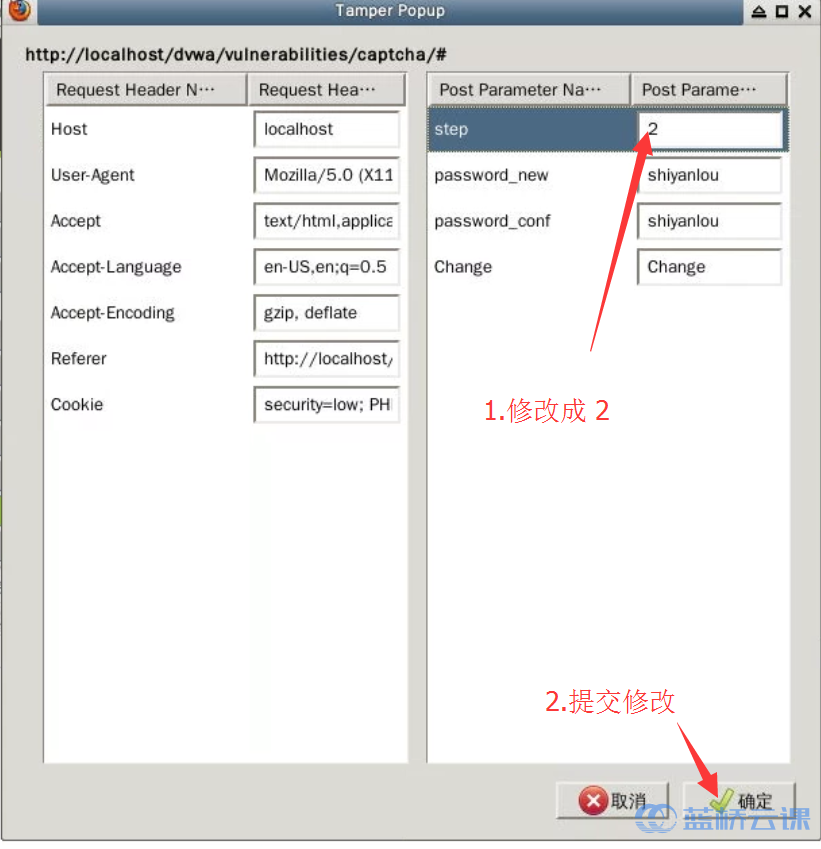 Tamper Popup
http://localhost/dvwa/vulnerabilities/captcha/#
Request Header N··· Request Hea···
Host localhost
User-Agent Mozilla/5.0 (X11
Accept text/html,applica
Accept-Language en-US,en;q=0.5
Accept-Encoding gzip, deflate
Referer http://localhost/
Cookie security=low; PH
Post Parameter Na··· Post Parame···
step 2
password_new shiyanlou
password_conf shiyanlou
Change Change
1.修改成 2
2.提交修改
取消 确定
蓝桥云课